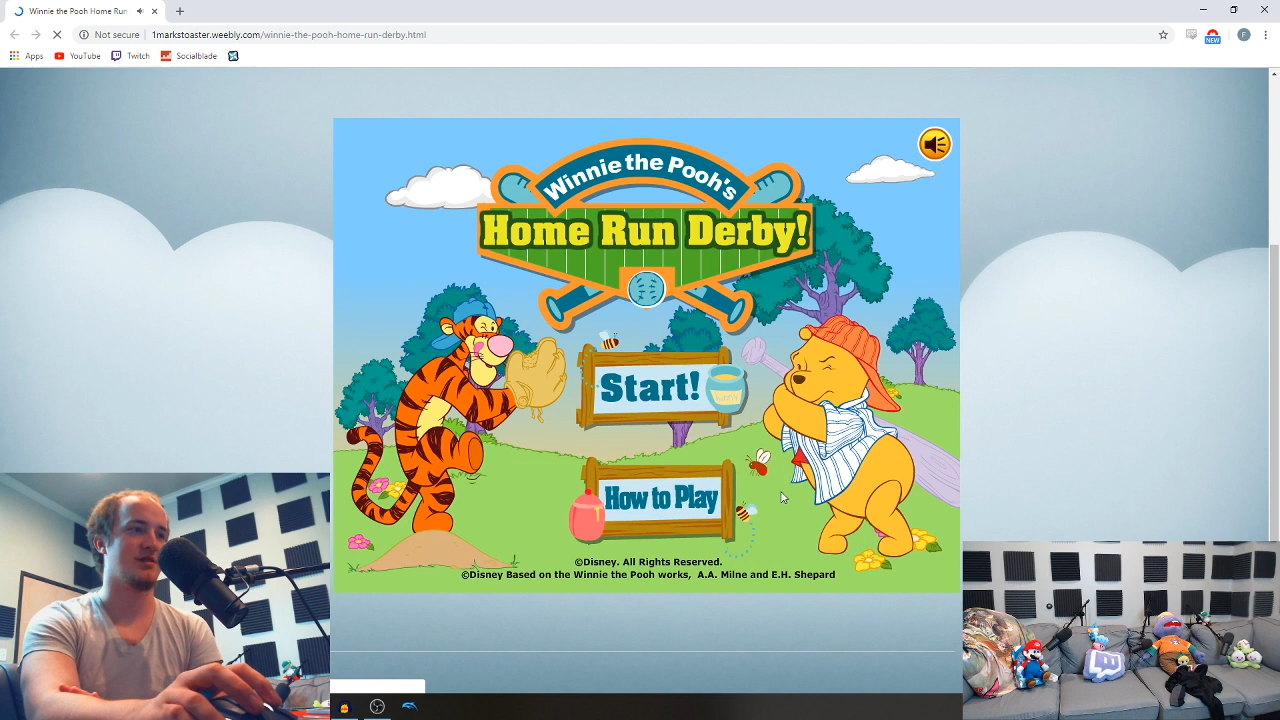 Winnie the Pooh Home Run
Not secure
1markstoaster.weebly.com/winnie-the-pooh-home-run-derby.html
NEW
F
Apps
YouTube
Twitch
Socialblade
Winnie the Pooh's
Home Run Derby!
Start!
How to Play
©Disney. All Rights Reserved.
©Disney Based on the Winnie the Pooh works, A.A. Milne and E.H. Shepard